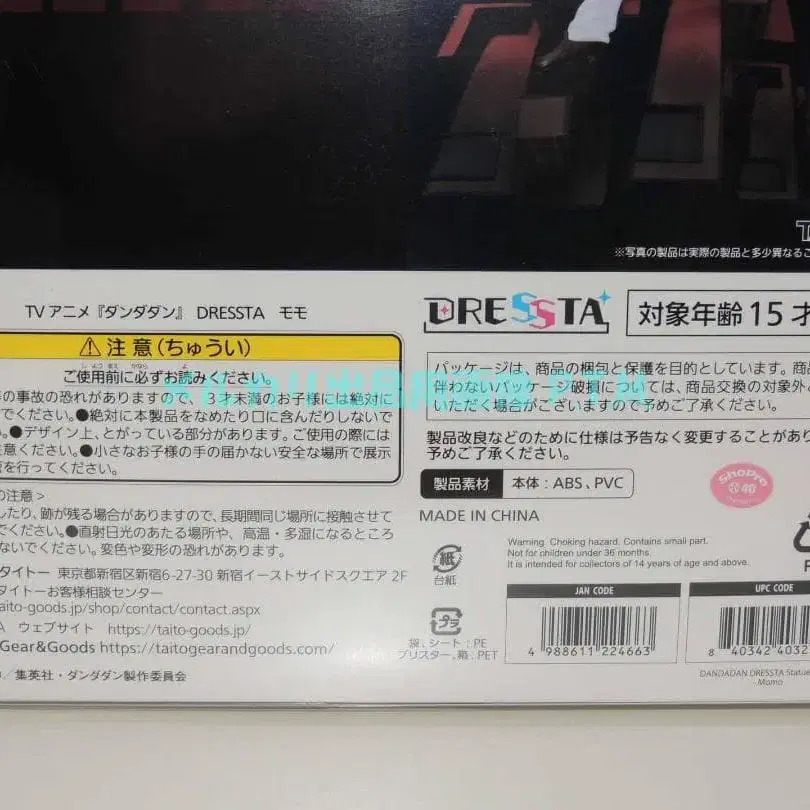 ※写真の製品は実際の製品と多少異なるこ
TVアニメ『ダンダダン』 DRESSTA モモ
⚠注意(ちゅうい)
ご使用前に必ずお読みください。
の事故の恐れがありますので、3才未満のお子様には絶対に
でください。●絶対に本製品をなめたり口に含んだりしないで
い。●デザイン上、とがっている部分があります。ご使用の際には
意ください。●小さなお子様の手の届かない安全な場所で展示
を行ってください。
の注意>
したり、跡が残る場合がありますので、長期間同じ場所に接触させて
でください。●直射日光のあたる場所や、高温・多湿になるところ
ないでください。変色や変形の恐れがあります。
タイトー 東京都新宿区新宿6-27-30 新宿イーストサイドスクエア 2F
タイトーお客様相談センター
taito-goods.jp/shop/contact/contact.aspx
A ウェブサイト https://taito-goods.jp/
Gear&Goods https://taitogearandgoods.com/
/集英社・ダンダダン製作委員会
DRESSTA
対象年齢15才
パッケージは、商品の梱包と保護を目的としています。商
伴わないパッケージ破損については、商品交換の対象外と
いただく場合がございますので予めご了承ください。
製品改良などのために仕様は予告なく変更することがあ
予めご了承ください。
製品素材 本体:ABS、PVC
ShoPro
MADE IN CHINA
紙
台紙
プラ
袋、シート:PE
ブリスター、箱:PET
Warning. Choking hazard. Contains small part.
Not for children under 36 months.
It is intended for collectors of 14 years of age and above.
JAN CODE
4 988611 224663
UPC CODE
8 40342 4032
DANDADAN DRESSTA Statue
Momo